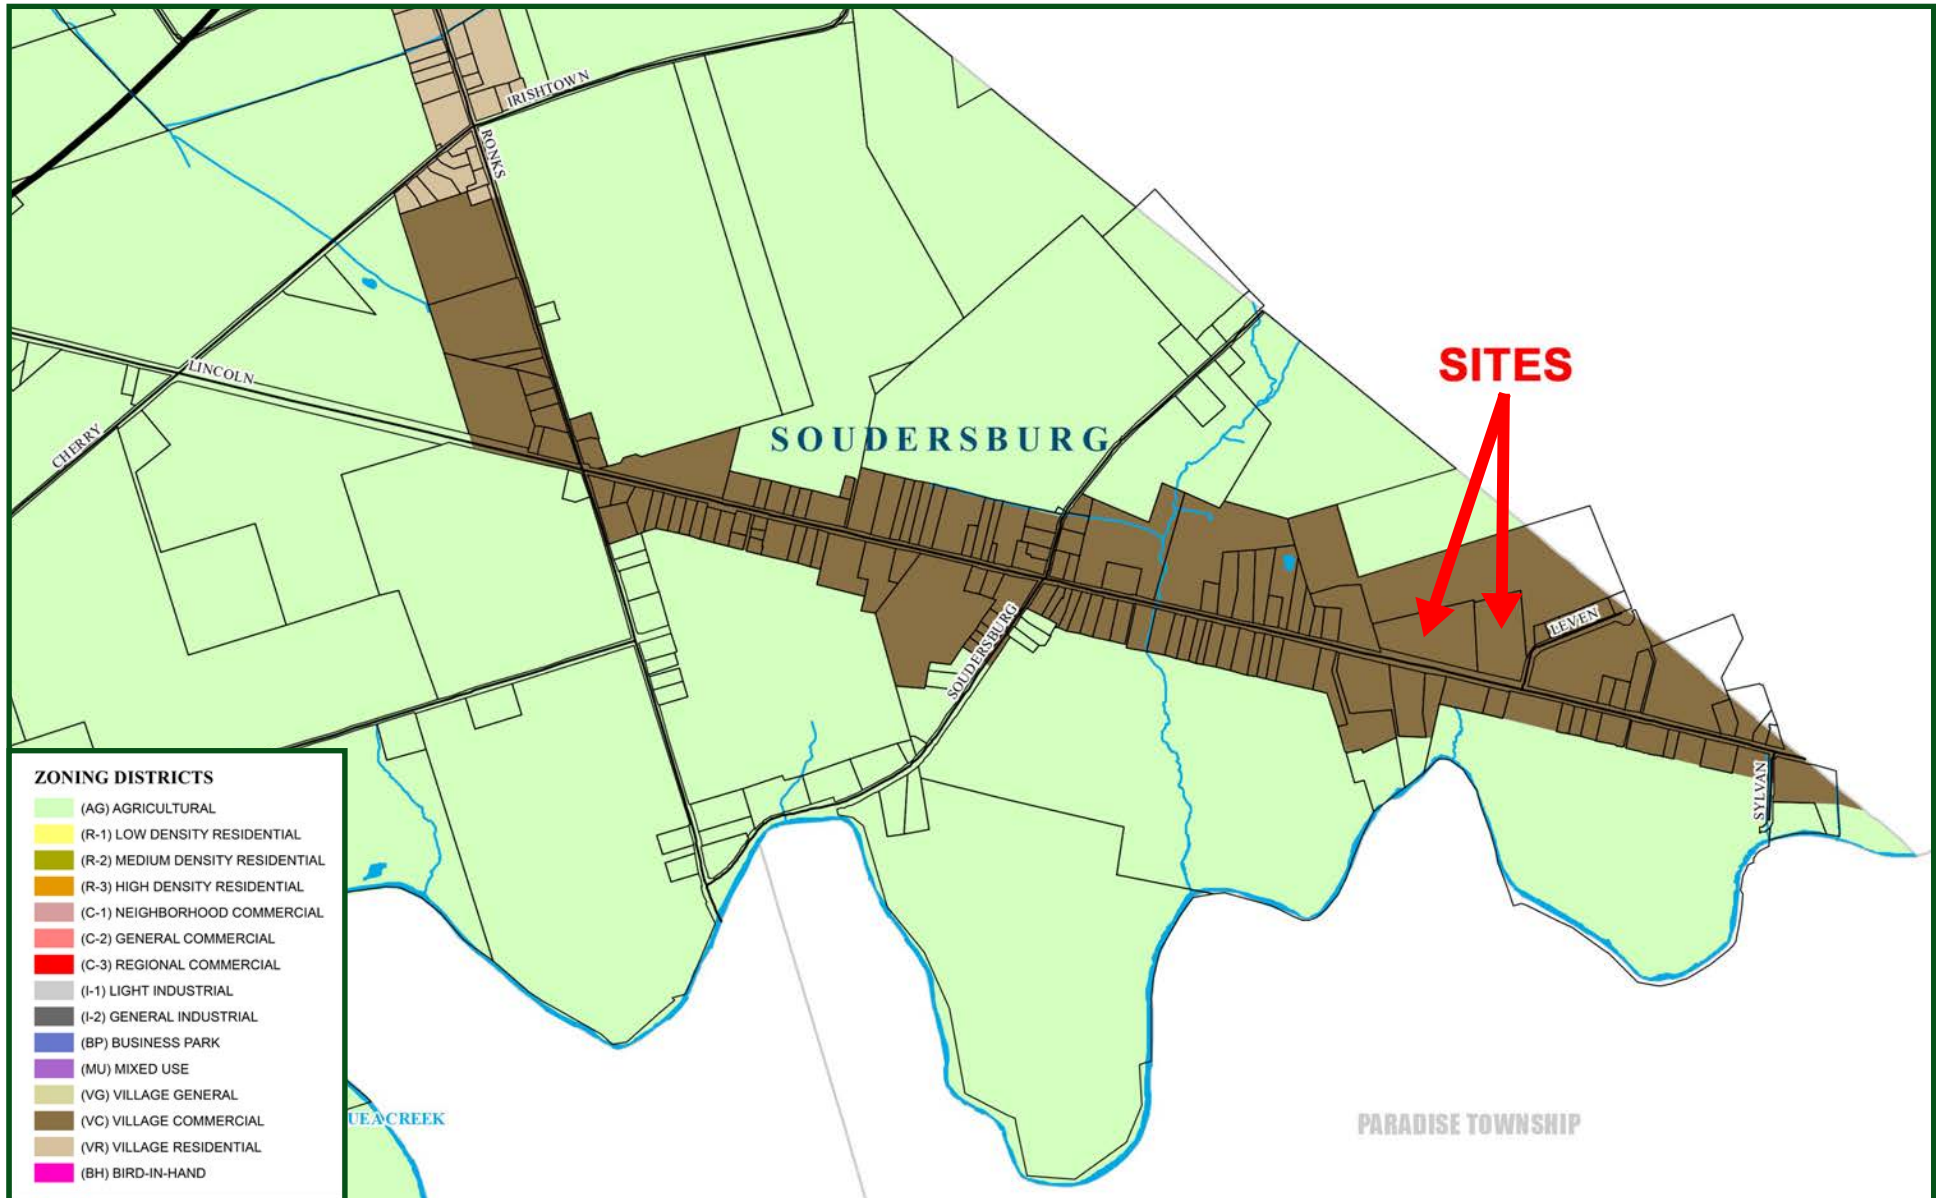 IRISHTOWN
RONKS
SITES
LINCOLN
CHERRY
SOUDERSBURG
LEVEN
SOUDERSBURG
SYLVAN
ZONING DISTRICTS
(AG) AGRICULTURAL
(R-1) LOW DENSITY RESIDENTIAL
(R-2) MEDIUM DENSITY RESIDENTIAL
(R-3) HIGH DENSITY RESIDENTIAL
(C-1) NEIGHBORHOOD COMMERCIAL
(C-2) GENERAL COMMERCIAL
(C-3) REGIONAL COMMERCIAL
(I-1) LIGHT INDUSTRIAL
(I-2) GENERAL INDUSTRIAL
(BP) BUSINESS PARK
(MU) MIXED USE
(VG) VILLAGE GENERAL
(VC) VILLAGE COMMERCIAL
(VR) VILLAGE RESIDENTIAL
(BH) BIRD-IN-HAND
UEA CREEK
PARADISE TOWNSHIP